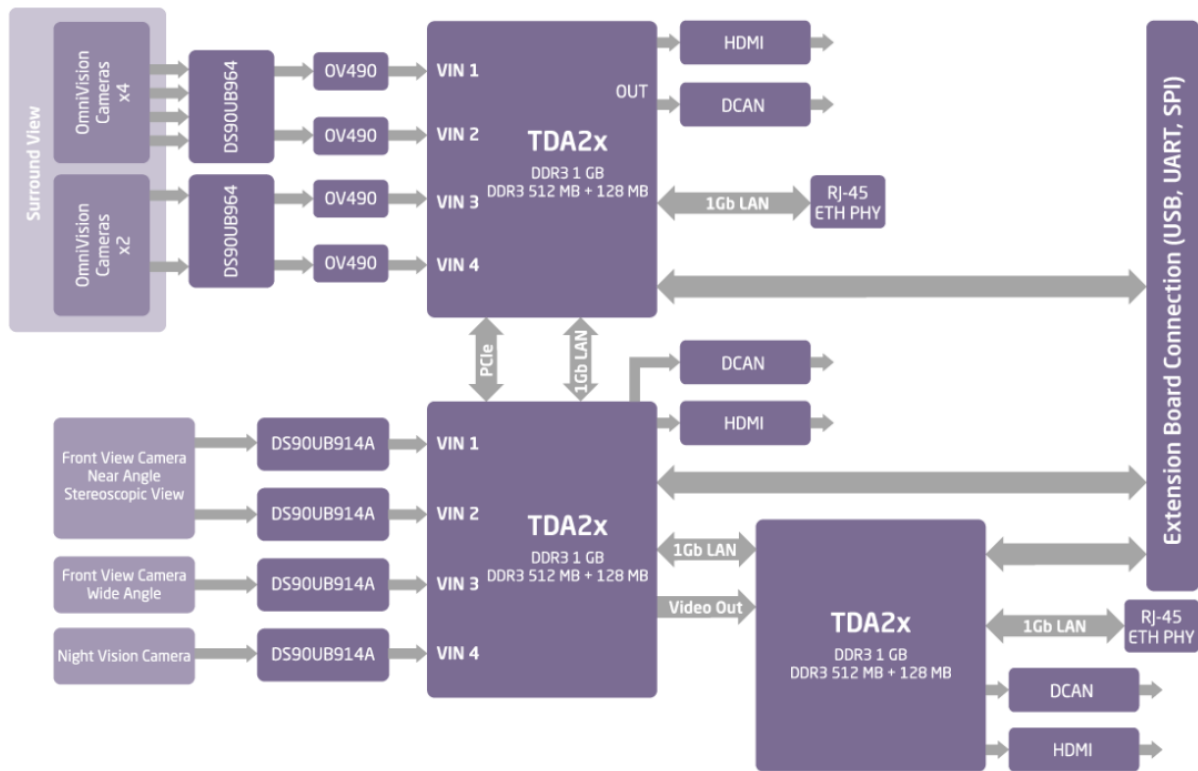 Surround View
OmniVision
Cameras
x4
DS90UB964
OV490
OV490
OmniVision
Cameras
x2
DS90UB964
OV490
OV490
VIN 1
VIN 2
VIN 3
VIN 4
OUT
TDA2x
DDR3 1 GB
DDR3 512 MB + 128 MB
HDMI
DCAN
1Gb LAN
RJ-45
ETH PHY
Extension Board Connection (USB, UART, SPI)
PCIe
1Gb LAN
DCAN
HDMI
Front View Camera
Near Angle
Stereoscopic View
DS90UB914A
DS90UB914A
Front View Camera
Wide Angle
DS90UB914A
Night Vision Camera
DS90UB914A
VIN 1
VIN 2
VIN 3
VIN 4
TDA2x
DDR3 1 GB
DDR3 512 MB + 128 MB
1Gb LAN
Video Out
TDA2x
DDR3 1 GB
DDR3 512 MB + 128 MB
1Gb LAN
RJ-45
ETH PHY
DCAN
HDMI